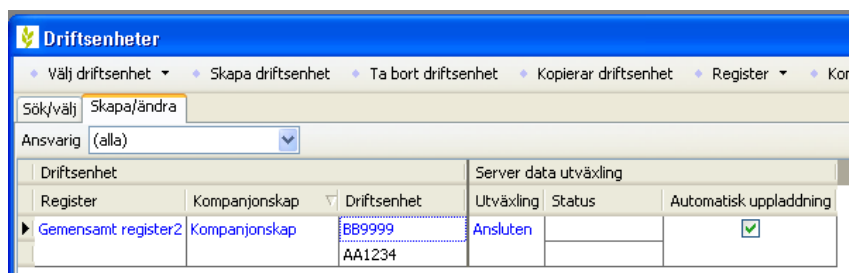 Driftsenheter
Välj driftsenhet Skapa driftsenhet Ta bort driftsenhet Kopierar driftsenhet Register Kor
Sök/välj Skapa/ändra
Ansvarig (alla)
Driftsenhet Server data utväxling
Register Kompanjonskap Driftsenhet Utväxling Status Automatisk uppladdning
Gemensamt register2 Kompanjonskap BB9999 Ansluten
AA1234